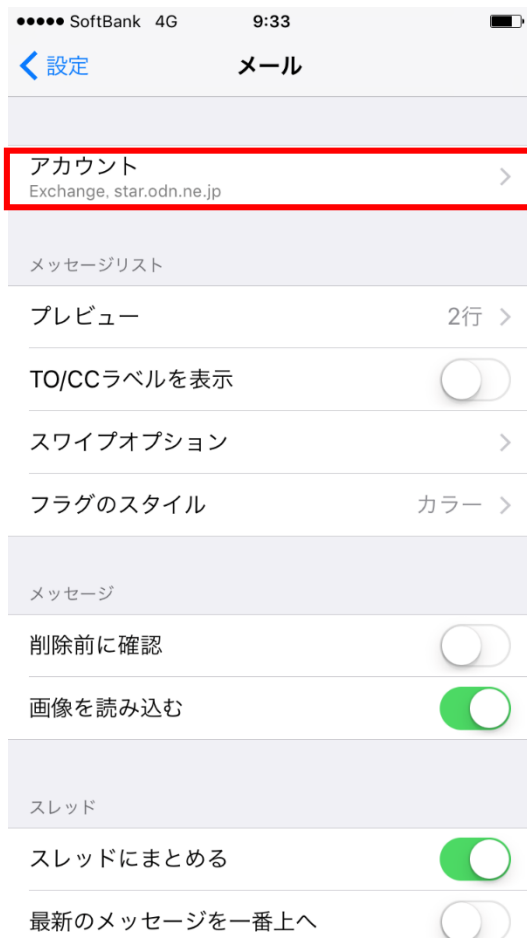 SoftBank 4G 9:33
設定 メール
アカウント
Exchange, star.odn.ne.jp
メッセージリスト
プレビュー 2行
TO/CCラベルを表示
スワイプオプション
フラグのスタイル カラー
メッセージ
削除前に確認
画像を読み込む
スレッド
スレッドにまとめる
最新のメッセージを一番上へ